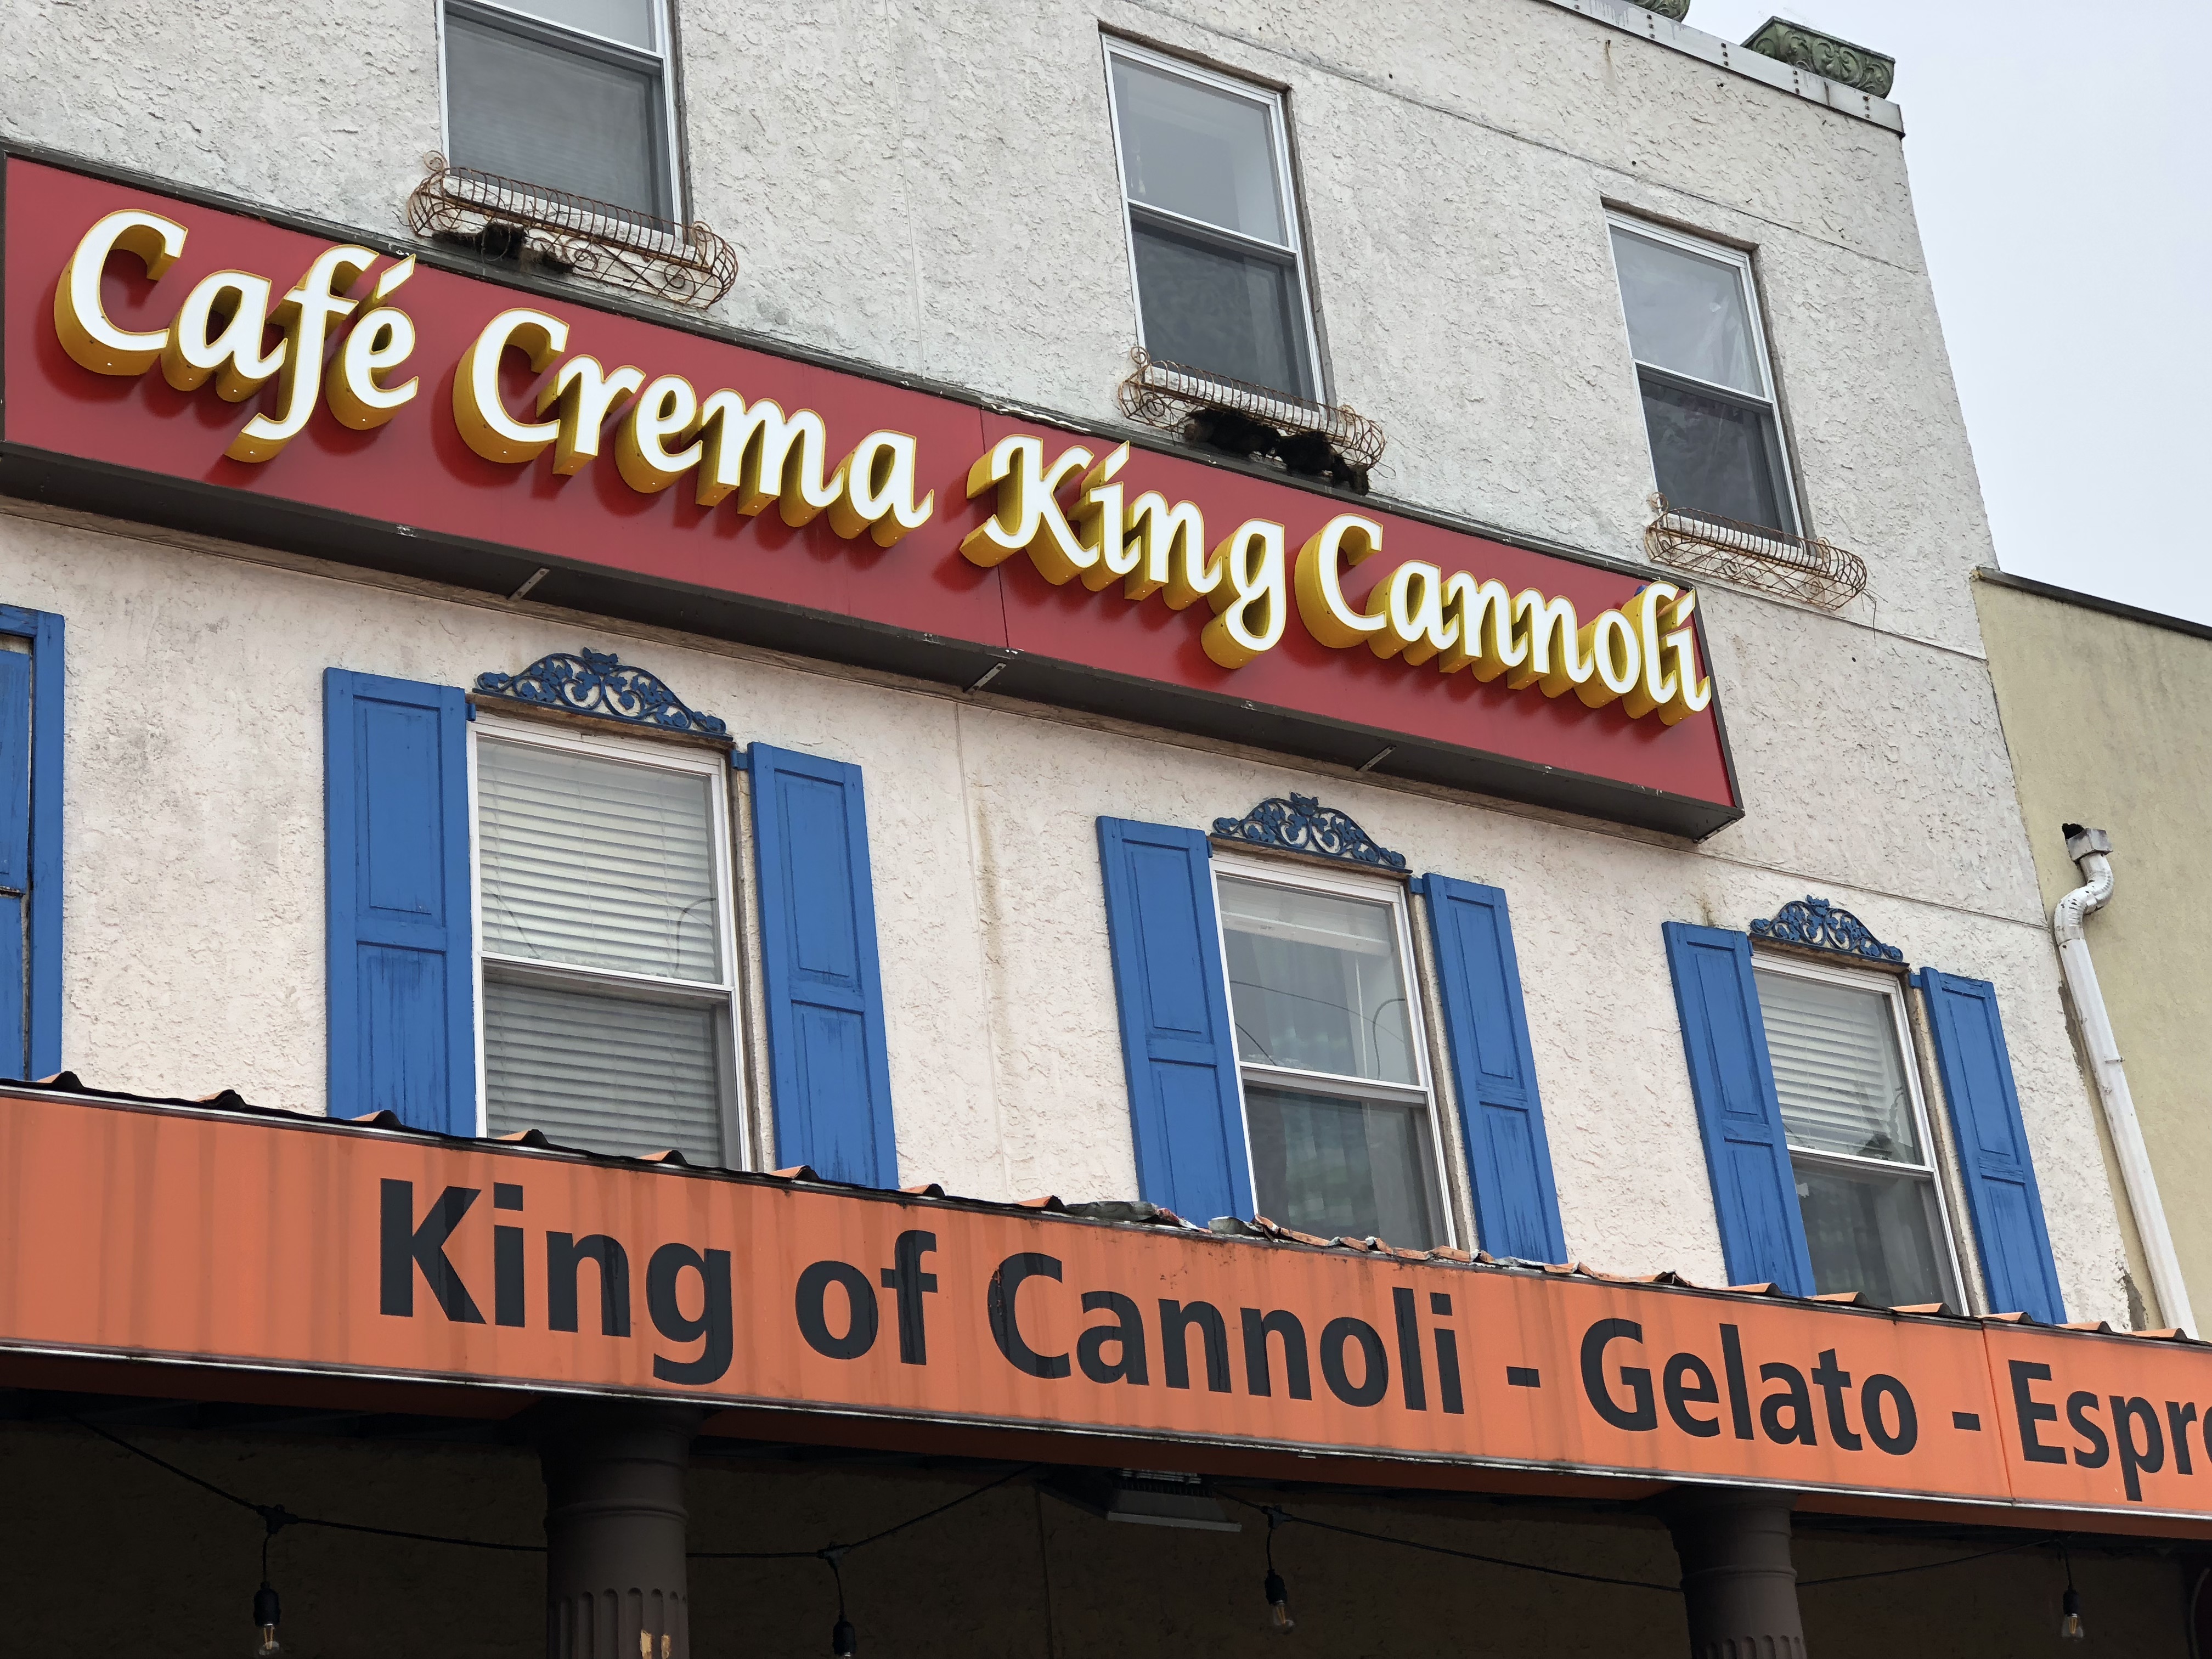 Café Crema King Cannoli
King of Cannoli - Gelato -